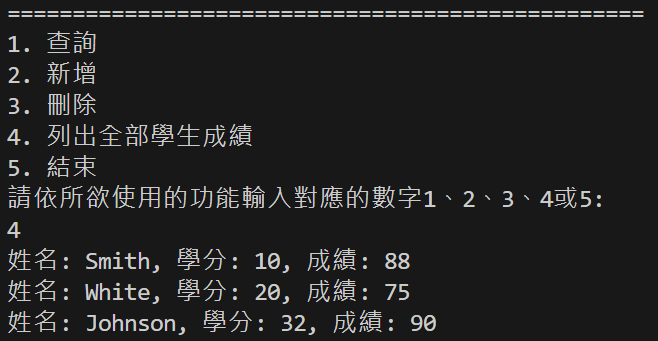 =================================================
1. 查詢
2. 新增
3. 刪除
4. 列出全部學生成績
5. 結束
請依所欲使用的功能輸入對應的數字1、2、3、4或5:
4
姓名: Smith, 學分: 10, 成績: 88
姓名: White, 學分: 20, 成績: 75
姓名: Johnson, 學分: 32, 成績: 90